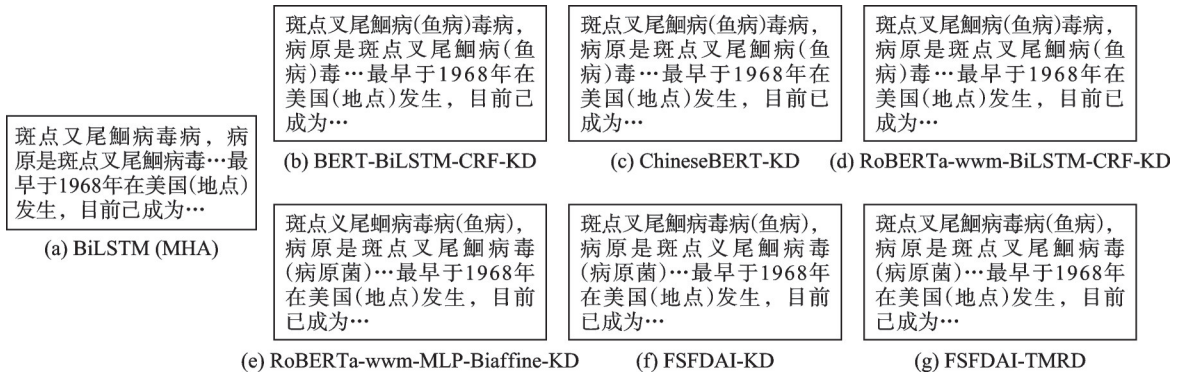 斑点又尾鮰病毒病，病
原是斑点叉尾鮰病毒…最
早于1968年在美国(地点)
发生，目前己成为…
(a) BiLSTM (MHA)
斑点叉尾鮰病(鱼病)毒病，
病原是斑点叉尾鮰病(鱼
病)毒…最早于1968年在
美国(地点)发生，目前己
成为…
(b) BERT-BiLSTM-CRF-KD
斑点叉尾鮰病(鱼病)毒病，
病原是斑点叉尾鮰病(鱼
病)毒…最早于1968年在
美国(地点)发生，目前已
成为…
(c) ChineseBERT-KD
斑点叉尾鮰病(鱼病)毒病，
病原是斑点叉尾鮰病(鱼
病)毒…最早于1968年在
美国(地点)发生，目前已
成为…
(d) RoBERTa-wwm-BiLSTM-CRF-KD
斑点义尾蛔病毒病(鱼病)，
病原是斑点叉尾鮰病毒
(病原菌)…最早于1968年
在美国(地点)发生，目前
已成为…
(e) RoBERTa-wwm-MLP-Biaffine-KD
斑点叉尾鮰病毒病(鱼病)，
病原是斑点义尾鮰病毒
(病原菌)…最早于1968年
在美国(地点)发生，目前
已成为…
(f) FSFDAI-KD
斑点叉尾鮰病毒病(鱼病)，
病原是斑点叉尾鮰病毒
(病原菌)…最早于1968年
在美国(地点)发生，目前
已成为…
(g) FSFDAI-TMRD